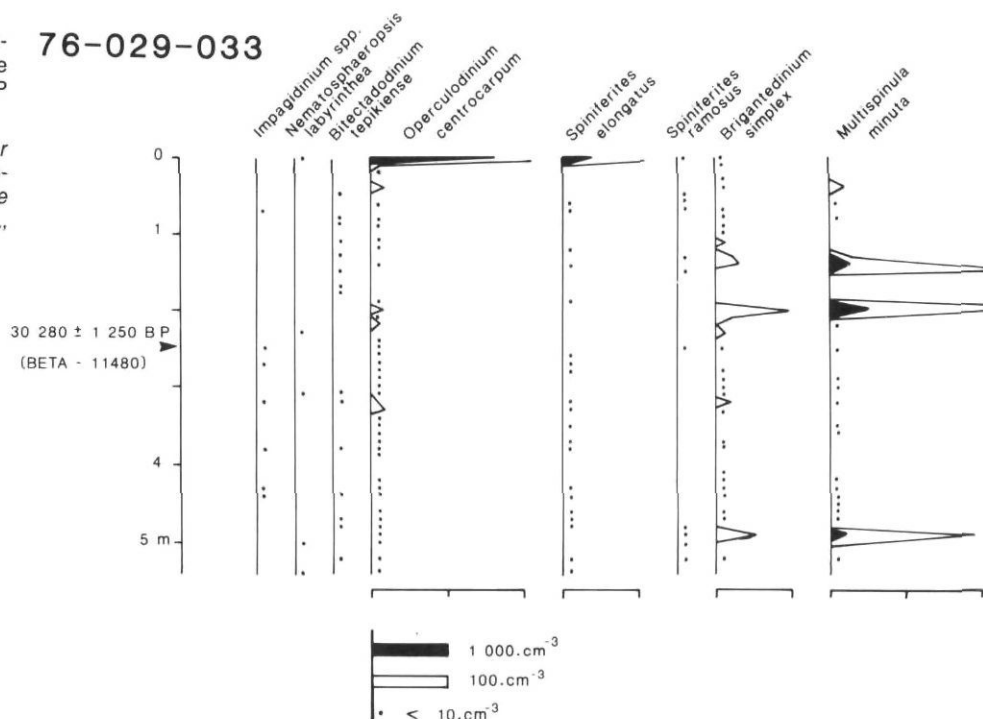 76-029-033
Impagidinium spp.
Nematosphaeropsis
labyrinthea
Bitectadodinium
tepikiense
Operculodinium
centrocarpum
Spiniferites
elongatus
Spiniferites
ramosus
Brigantedinium
simplex
Multispinula
minuta
0
1
30 280 ± 1 250 BP
(BETA - 11480)
4
5 m
1 000.cm⁻³
100.cm⁻³
< 10.cm⁻³